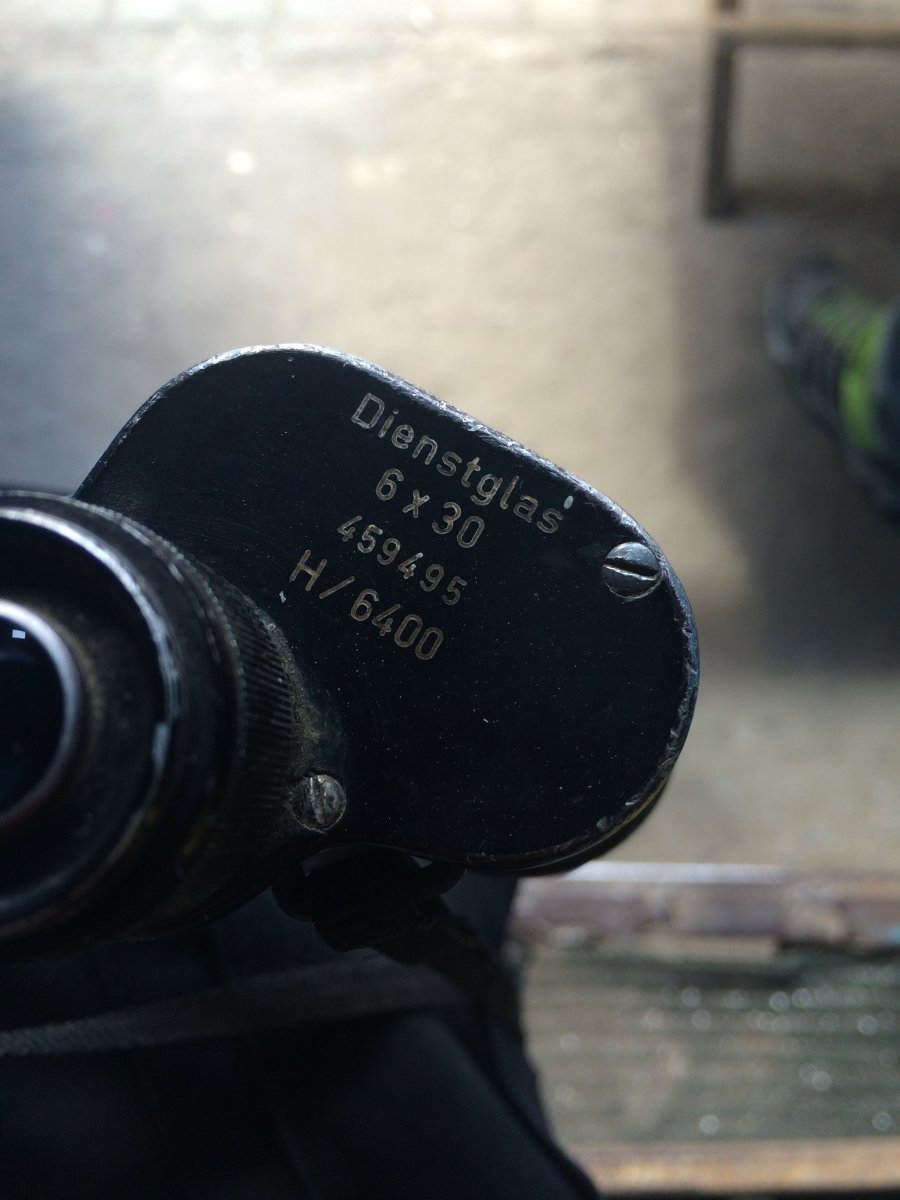 Dienstglas
6 x 30
459495
H/6400